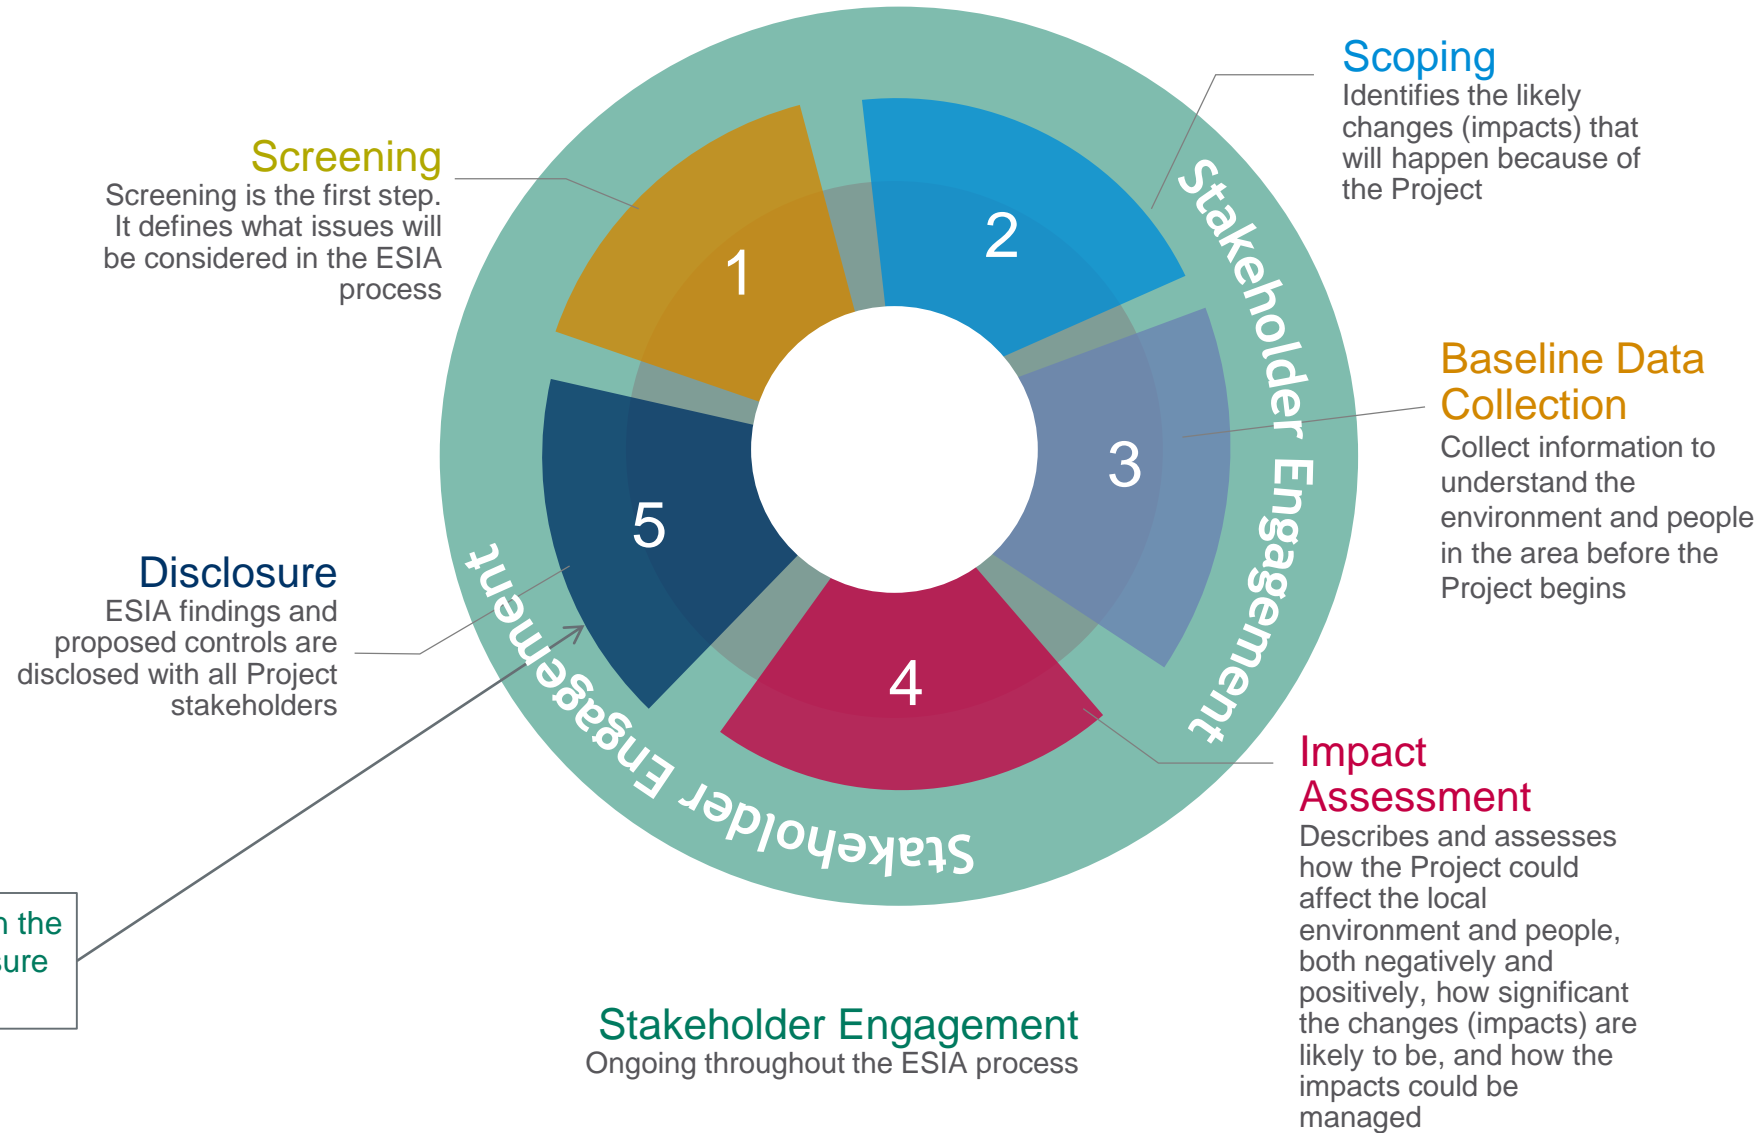 Screening
Screening is the first step.
It defines what issues will
be considered in the ESIA
process
Scoping
Identifies the likely
changes (impacts) that
will happen because of
the Project
Baseline Data
Collection
Collect information to
understand the
environment and people
in the area before the
Project begins
Impact
Assessment
Describes and assesses
how the Project could
affect the local
environment and people,
both negatively and
positively, how significant
the changes (impacts) are
likely to be, and how the
impacts could be
managed
Disclosure
ESIA findings and
proposed controls are
disclosed with all Project
stakeholders
1
2
3
4
5
Stakeholder Engagement
Stakeholder Engagement
the
Stakeholder Engagement
Ongoing throughout the ESIA process